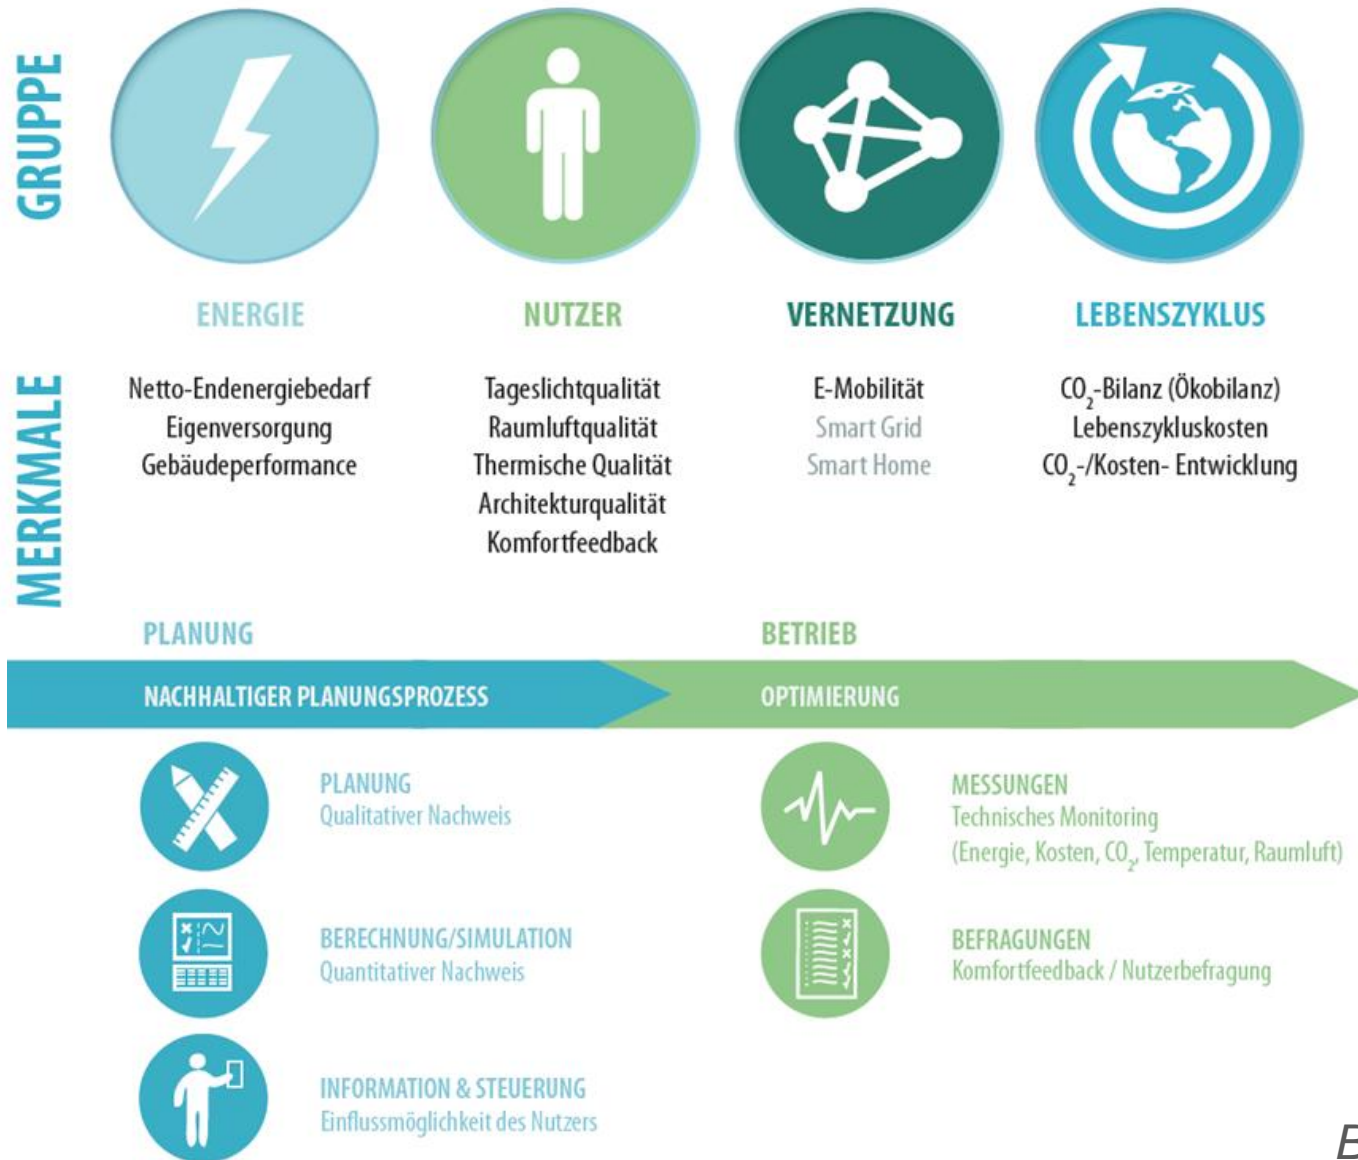 GRUPPE
ENERGIE
NUTZER
VERNETZUNG
LEBENSZYKLUS
MERKMALE
Netto-Endenergiebedarf
Eigenversorgung
Gebäudeperformance
Tageslichtqualität
Raumluftqualität
Thermische Qualität
Architekturqualität
Komfortfeedback
E-Mobilität
Smart Grid
Smart Home
CO₂-Bilanz (Ökobilanz)
Lebenszykluskosten
CO₂-/Kosten- Entwicklung
PLANUNG
NACHHALTIGER PLANUNGSPROZESS
PLANUNG
Qualitativer Nachweis
BERECHNUNG/SIMULATION
Quantitativer Nachweis
INFORMATION & STEUERUNG
Einflussmöglichkeit des Nutzers
BETRIEB
OPTIMIERUNG
MESSUNGEN
Technisches Monitoring
(Energie, Kosten, CO₂, Temperatur, Raumluft)
BEFRAGUNGEN
Komfortfeedback / Nutzerbefragung